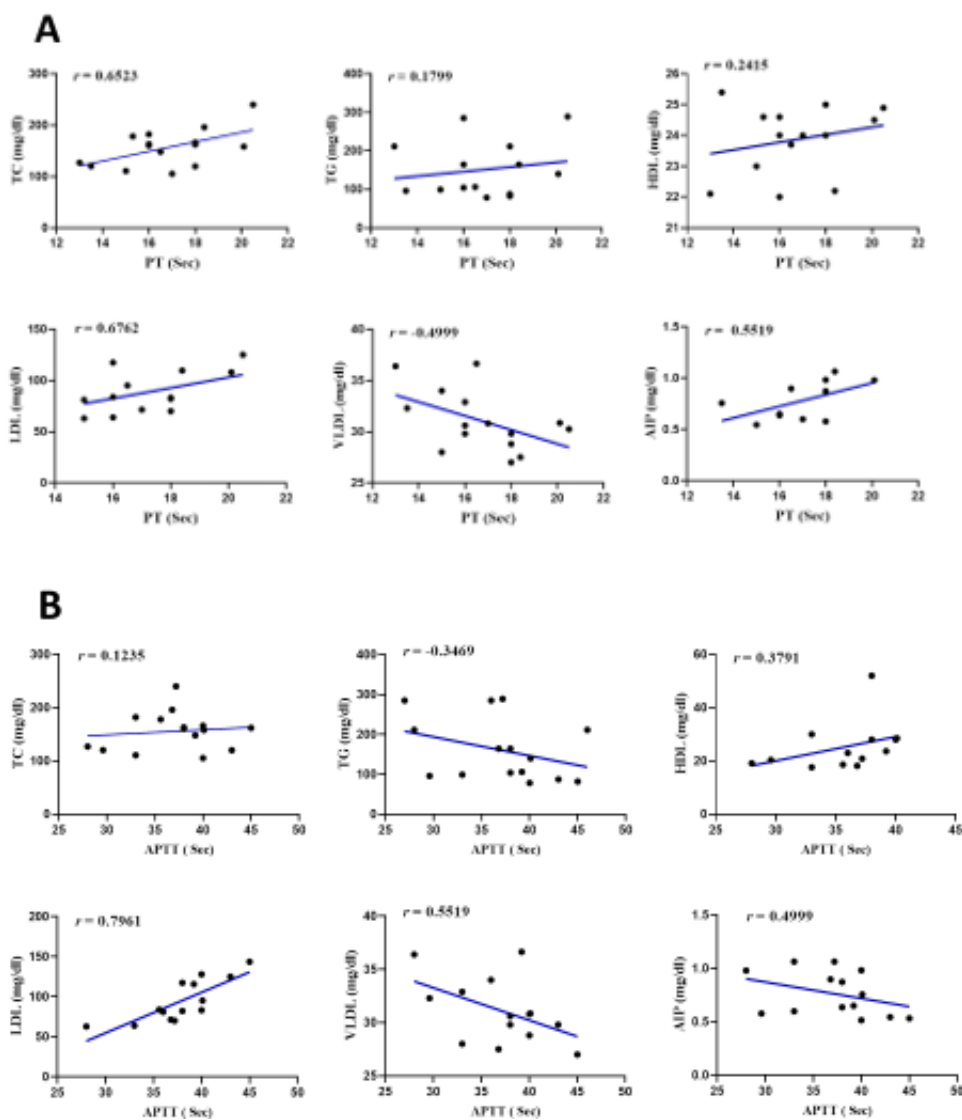 A
r = 0.6523
r = 0.1799
r = 0.2415
300
200
100
0
TC (mg/dl)
12 14 16 18 20 22
PT (Sec)
400
300
200
100
0
TG (mg/dl)
12 14 16 18 20 22
PT (Sec)
26
25
24
23
22
21
HDL (mg/dl)
12 14 16 18 20 22
PT (Sec)
r = 0.6762
r = -0.4999
r = 0.5519
150
100
50
0
LDL (mg/dl)
14 16 18 20 22
PT (Sec)
40
35
30
25
VLDL (mg/dl)
12 14 16 18 20 22
PT (Sec)
1.5
1.0
0.5
0.0
AIP (mg/dl)
12 14 16 18 20 22
PT (Sec)
B
r = 0.1235
r = -0.3469
r = 0.3791
300
200
100
0
TC (mg/dl)
25 30 35 40 45 50
APTT ( Sec)
400
300
200
100
0
TG (mg/dl)
25 30 35 40 45 50
APTT ( Sec)
60
40
20
0
HDL (mg/dl)
25 30 35 40 45
APTT ( Sec)
r = 0.7961
r = 0.5519
r = 0.4999
200
150
100
50
0
LDL (mg/dl)
25 30 35 40 45 50
APTT ( Sec)
40
35
30
25
VLDL (mg/dl)
25 30 35 40 45 50
APTT ( Sec)
1.5
1.0
0.5
0.0
AIP (mg/dl)
25 30 35 40 45 50
APTT ( Sec)